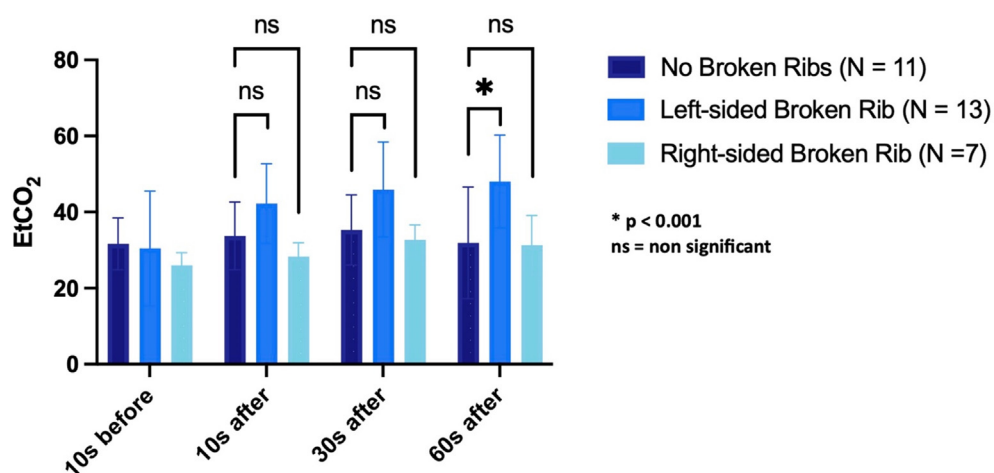 ns
ns
ns
ns
ns
*
80
60
40
20
0
EtCO2
10s before
10s after
30s after
60s after
No Broken Ribs (N = 11)
Left-sided Broken Rib (N = 13)
Right-sided Broken Rib (N =7)
* p < 0.001
ns = non significant